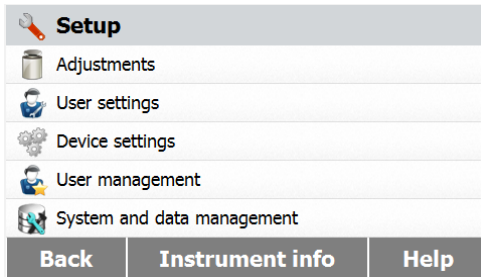 Setup
Adjustments
User settings
Device settings
User management
System and data management
Back Instrument info Help